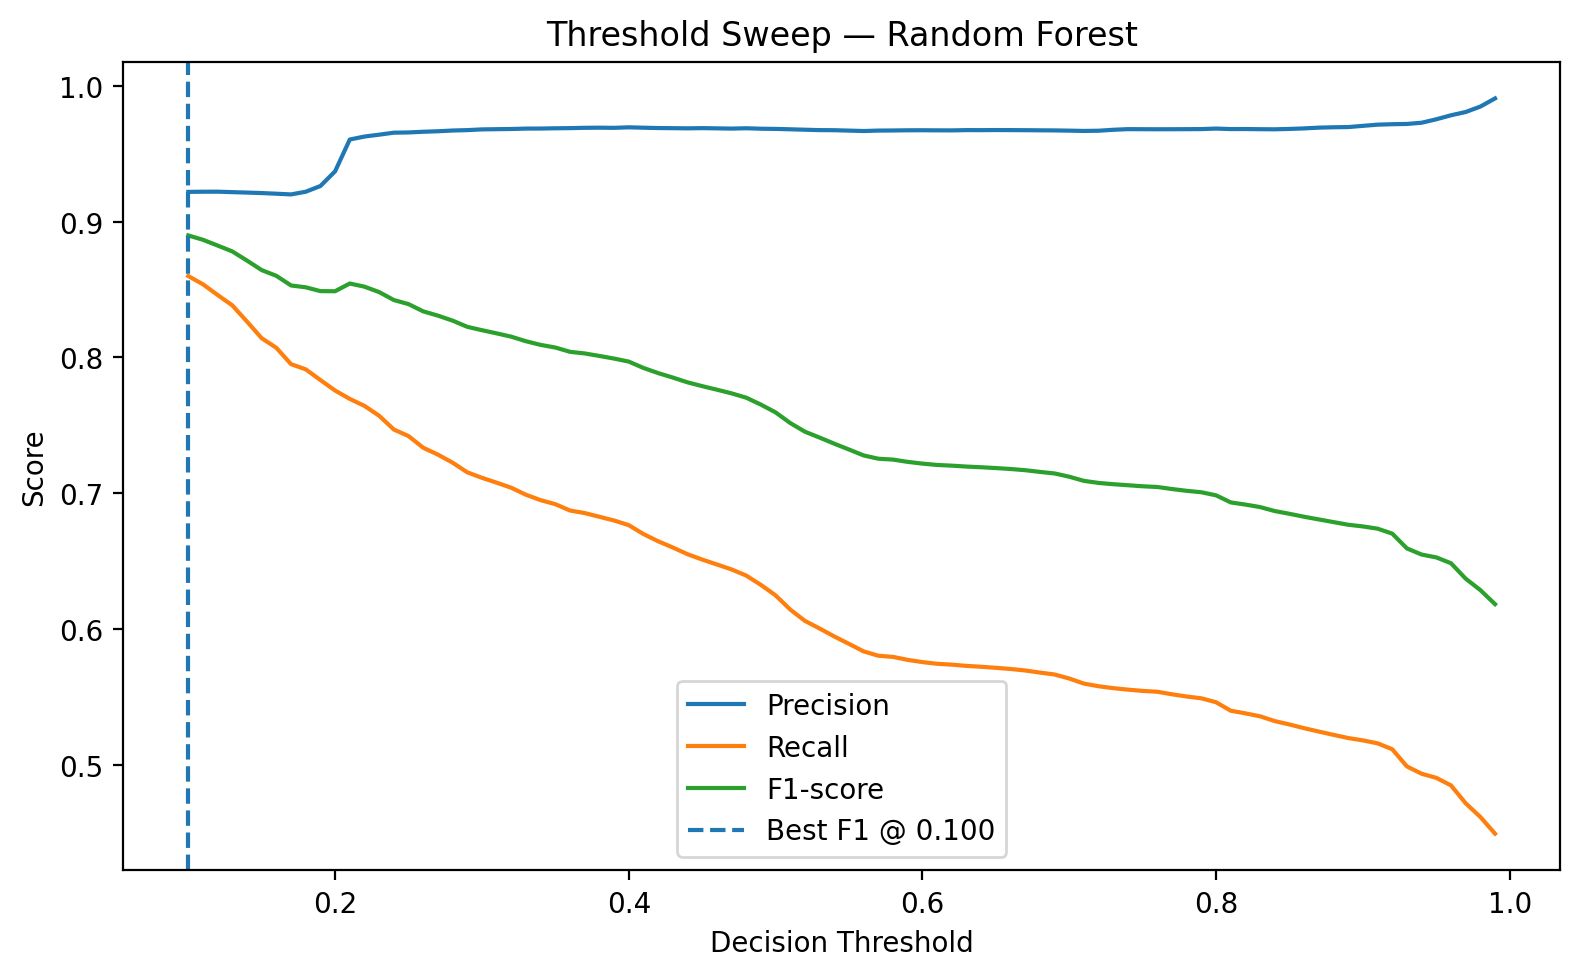 Threshold Sweep — Random Forest
1.0
0.9
0.8
0.7
0.6
0.5
Score
Precision
Recall
F1-score
Best F1 @ 0.100
0.2
0.4
0.6
0.8
1.0
Decision Threshold